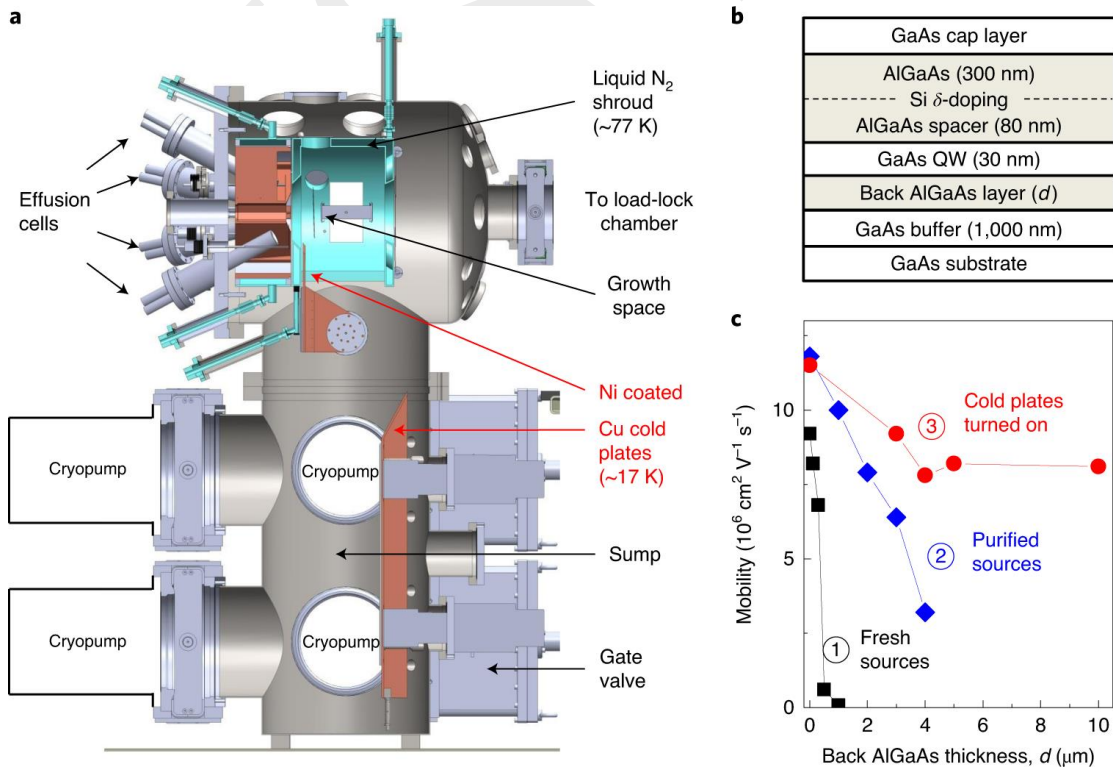 a
Liquid N₂
shroud
(~77 K)
Effusion
cells
To load-lock
chamber
Growth
space
Ni coated
Cu cold
plates
(~17 K)
Cryopump
Cryopump
Sump
Cryopump
Cryopump
Gate
valve
b
GaAs cap layer
AlGaAs (300 nm)
Si δ-doping
AlGaAs spacer (80 nm)
GaAs QW (30 nm)
Back AlGaAs layer (d)
GaAs buffer (1,000 nm)
GaAs substrate
c
Mobility (10⁶ cm² V⁻¹ s⁻¹)
10
5
0
3
Cold plates
turned on
2
Purified
sources
1
Fresh
sources
0 2 4 6 8 10
Back AlGaAs thickness, d (μm)